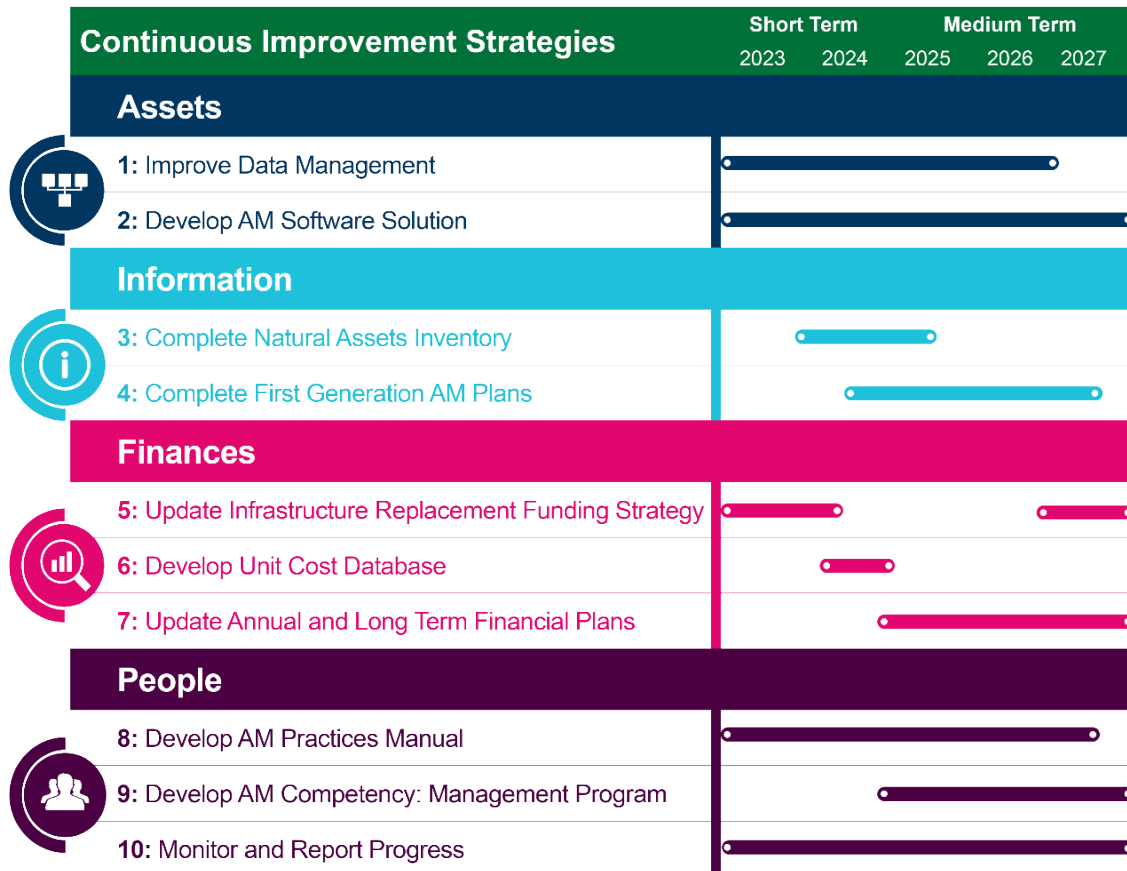 Continuous Improvement Strategies
Short Term
Medium Term
2023 2024 2025 2026 2027
Assets
1: Improve Data Management
2: Develop AM Software Solution
Information
3: Complete Natural Assets Inventory
4: Complete First Generation AM Plans
Finances
5: Update Infrastructure Replacement Funding Strategy
6: Develop Unit Cost Database
7: Update Annual and Long Term Financial Plans
People
8: Develop AM Practices Manual
9: Develop AM Competency: Management Program
10: Monitor and Report Progress